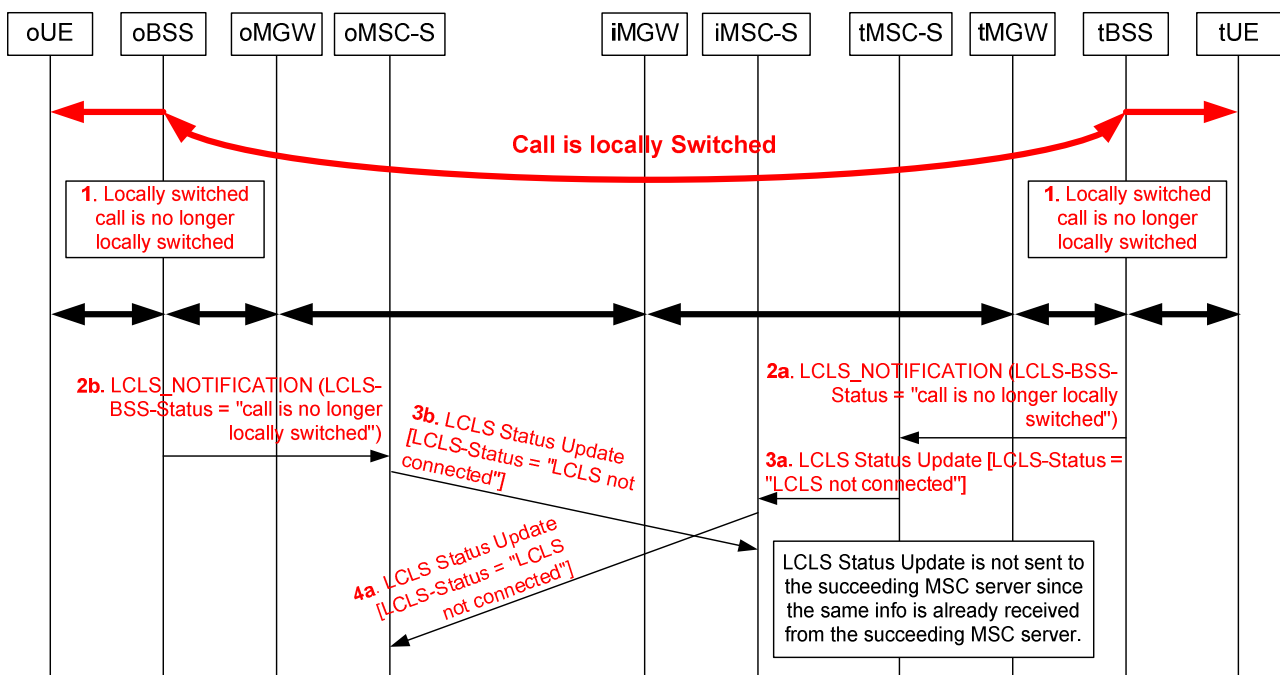 oUE oBSS oMGW oMSC-S iMGW iMSC-S tMSC-S tMGW tBSS tUE
Call is locally Switched
1. Locally switched
call is no longer
locally switched
1. Locally switched
call is no longer
locally switched
2b. LCLS_NOTIFICATION (LCLS-
BSS-Status = "call is no longer
locally switched")
2a. LCLS_NOTIFICATION (LCLS-BSS-
Status = "call is no longer locally
switched")
3b. LCLS Status Update
[LCLS-Status = "LCLS not
connected"]
3a. LCLS Status Update [LCLS-Status =
"LCLS not connected"]
4a. LCLS Status Update
[LCLS-Status = "LCLS
not connected"]
LCLS Status Update is not sent to
the succeeding MSC server since
the same info is already received
from the succeeding MSC server.